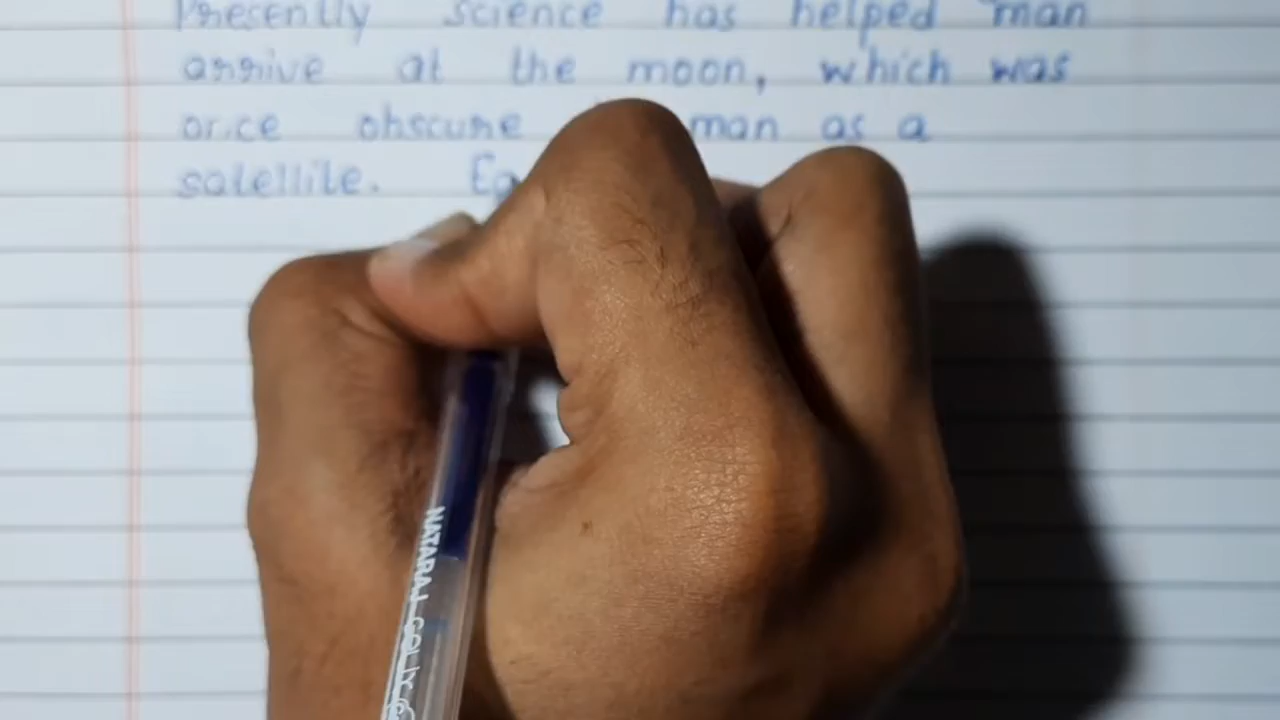 Presently science has helped man
arrive at the moon, which was
once obscure man as a
satellite.
NATARAJ